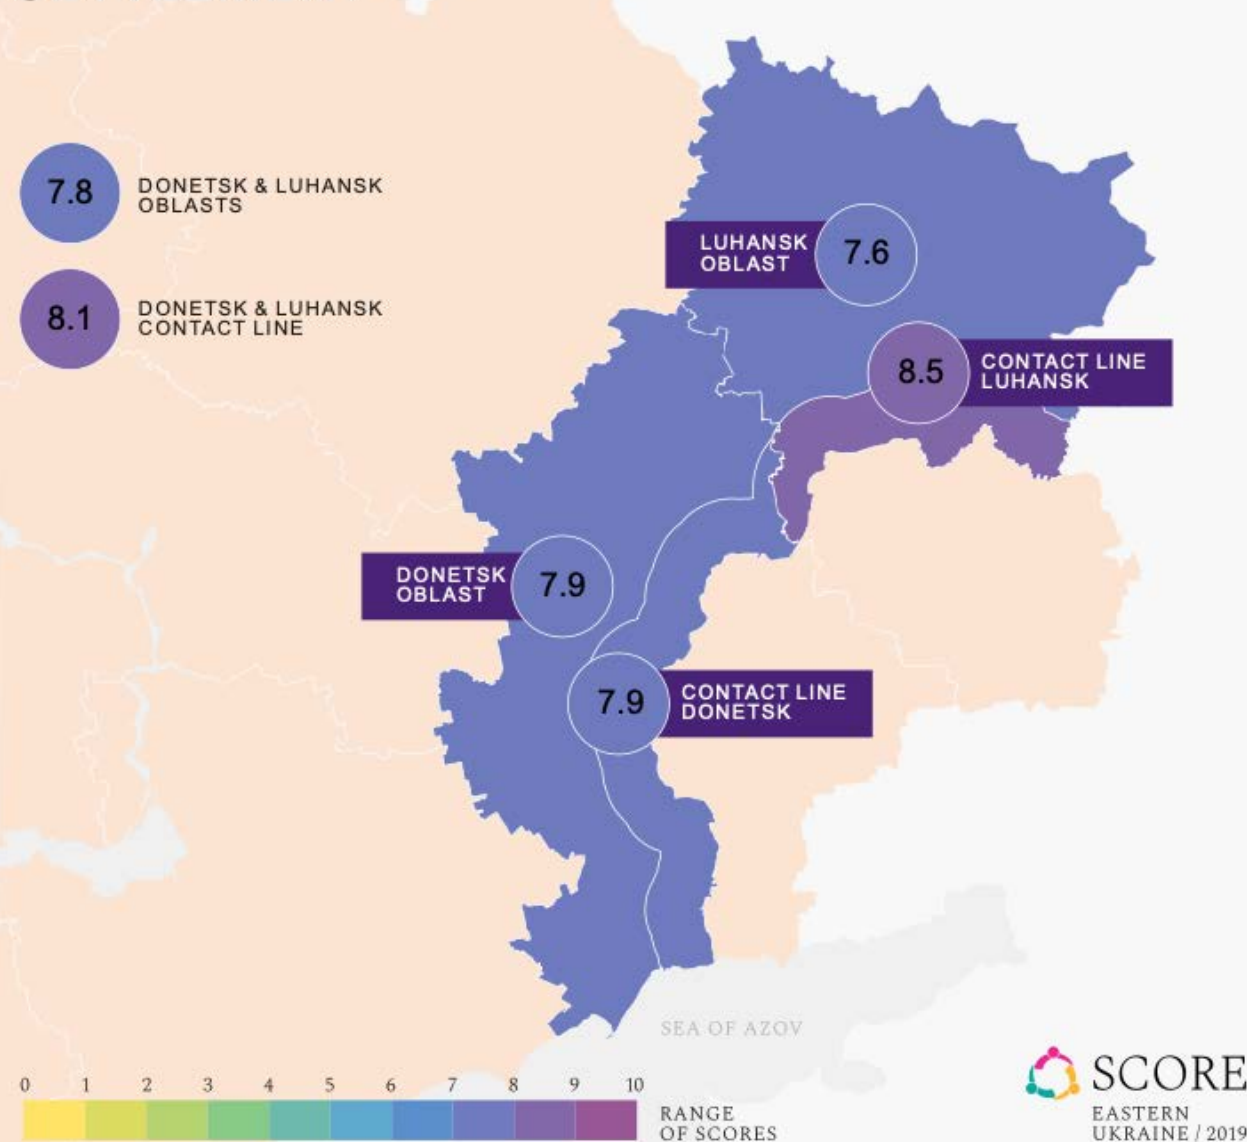 7.8
DONETSK & LUHANSK
OBLASTS
8.1
DONETSK & LUHANSK
CONTACT LINE
LUHANSK
OBLAST
7.6
8.5
CONTACT LINE
LUHANSK
DONETSK
OBLAST
7.9
7.9
CONTACT LINE
DONETSK
SEA OF AZOV
0 1 2 3 4 5 6 7 8 9 10
RANGE
OF SCORES
SCORE
EASTERN
UKRAINE / 2019